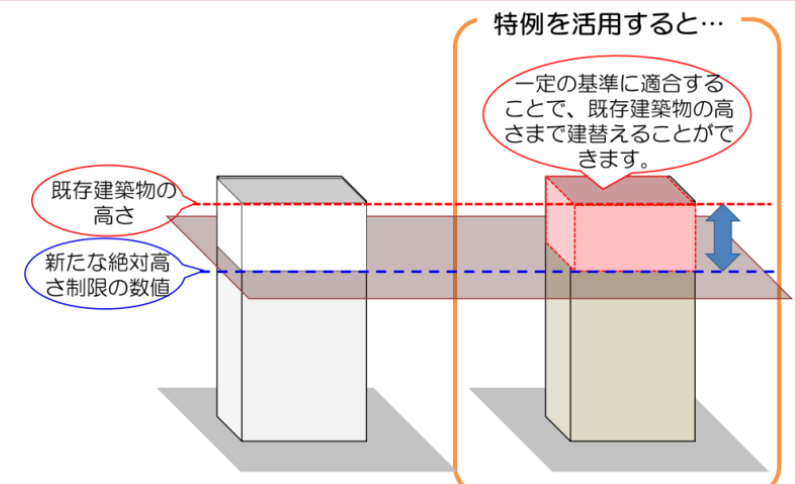 特例を活用すると…
一定の基準に適合する
ことで、既存建築物の高
さまで建替えることがで
きます。
既存建築物の
高さ
新たな絶対高
さ制限の数値